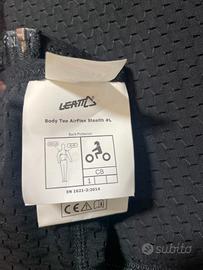 LEATT
Body Tee Airflex Stealth #L
Back Protector
CB
1
EN 1621-2:2014
CE
subito